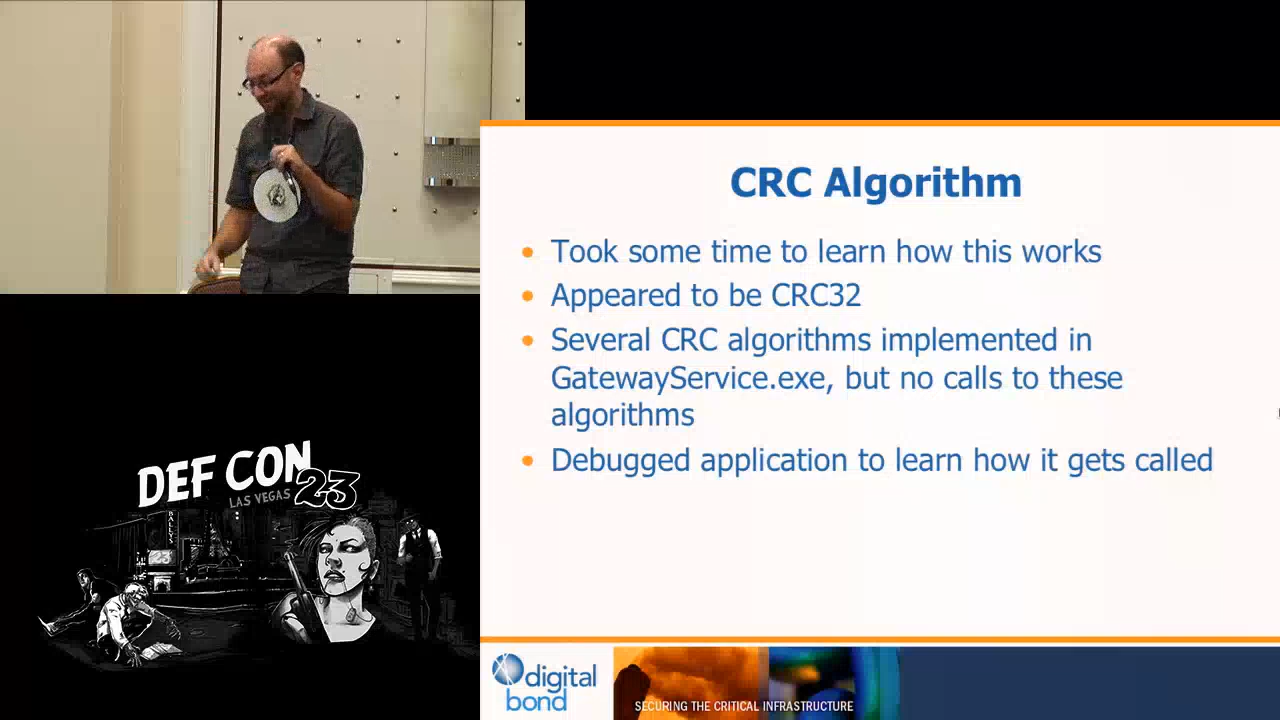 CRC Algorithm
• Took some time to learn how this works
• Appeared to be CRC32
• Several CRC algorithms implemented in
GatewayService.exe, but no calls to these
algorithms
• Debugged application to learn how it gets called
DEF CON
LAS VEGAS 23
BALLY'S
23
digital
bond
SECURING THE CRITICAL INFRASTRUCTURE